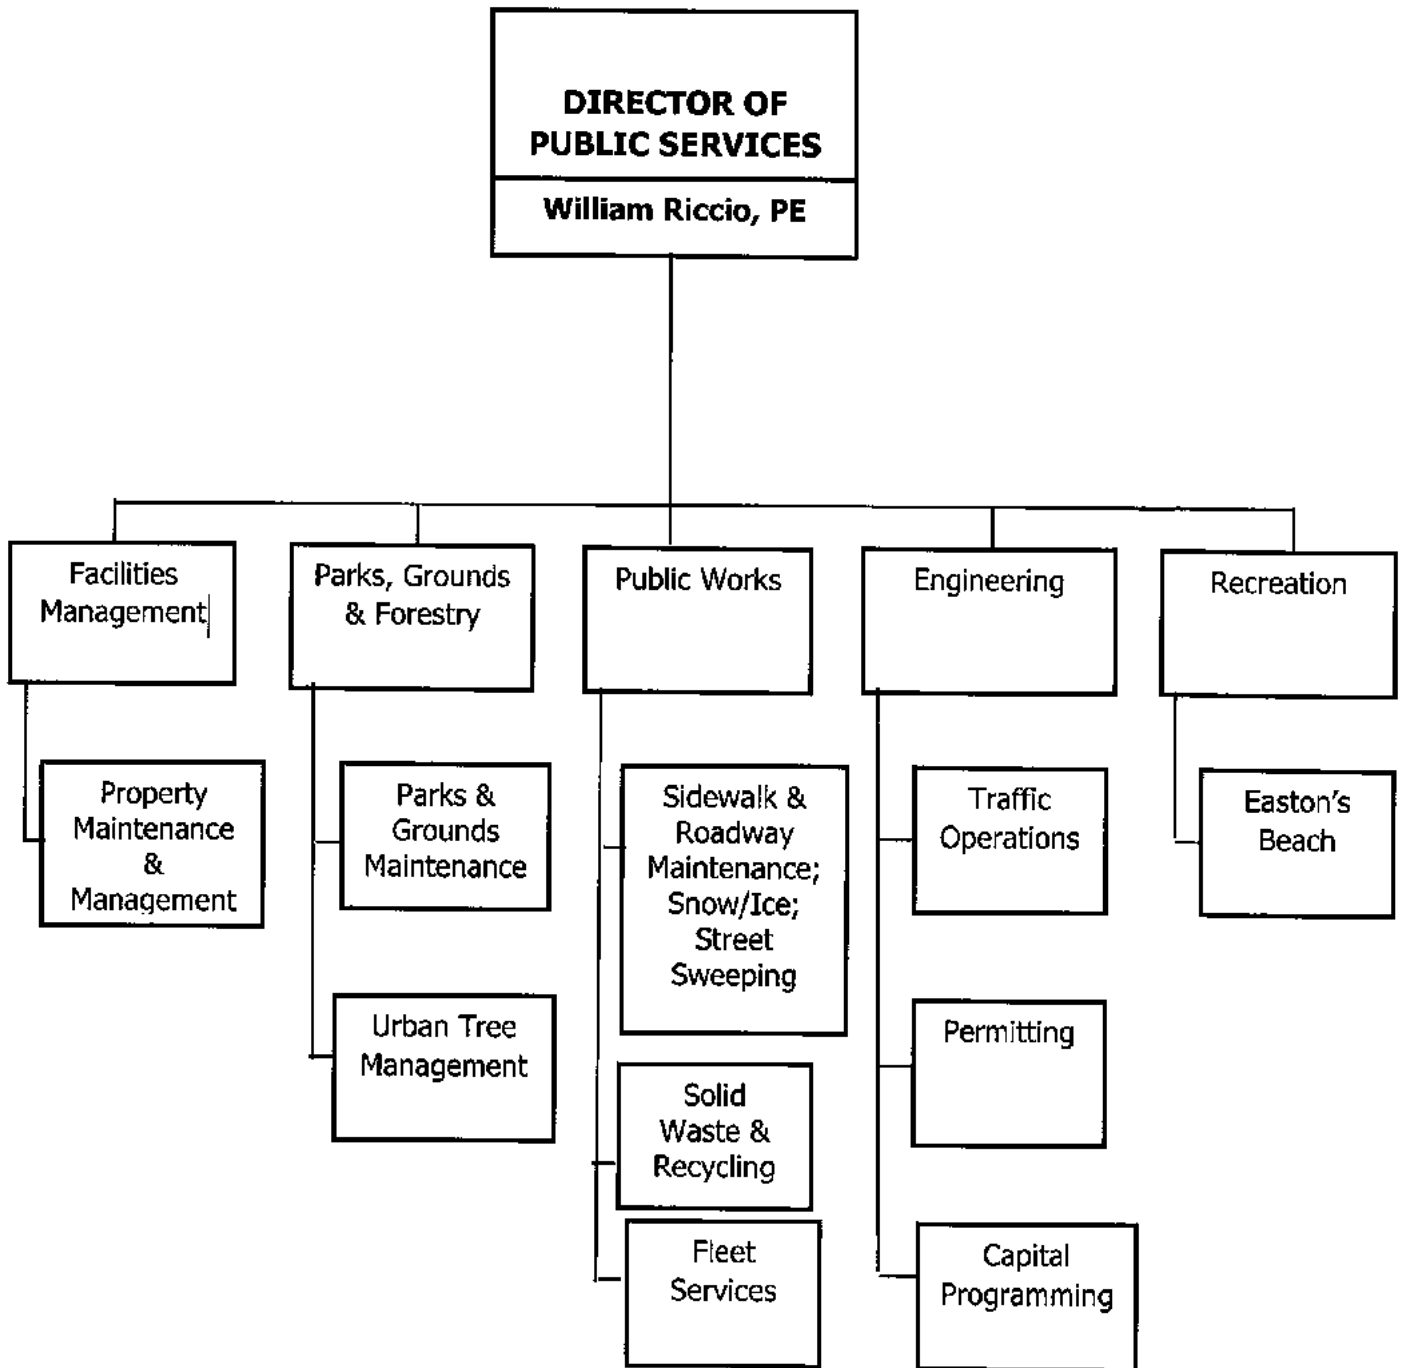 DIRECTOR OF
PUBLIC SERVICES
William Riccio, PE
Facilities
Management
Parks, Grounds
& Forestry
Public Works
Engineering
Recreation
Property
Maintenance
&
Management
Parks &
Grounds
Maintenance
Sidewalk &
Roadway
Maintenance;
Snow/Ice;
Street
Sweeping
Traffic
Operations
Easton's
Beach
Urban Tree
Management
Permitting
Solid
Waste &
Recycling
Fleet
Services
Capital
Programming